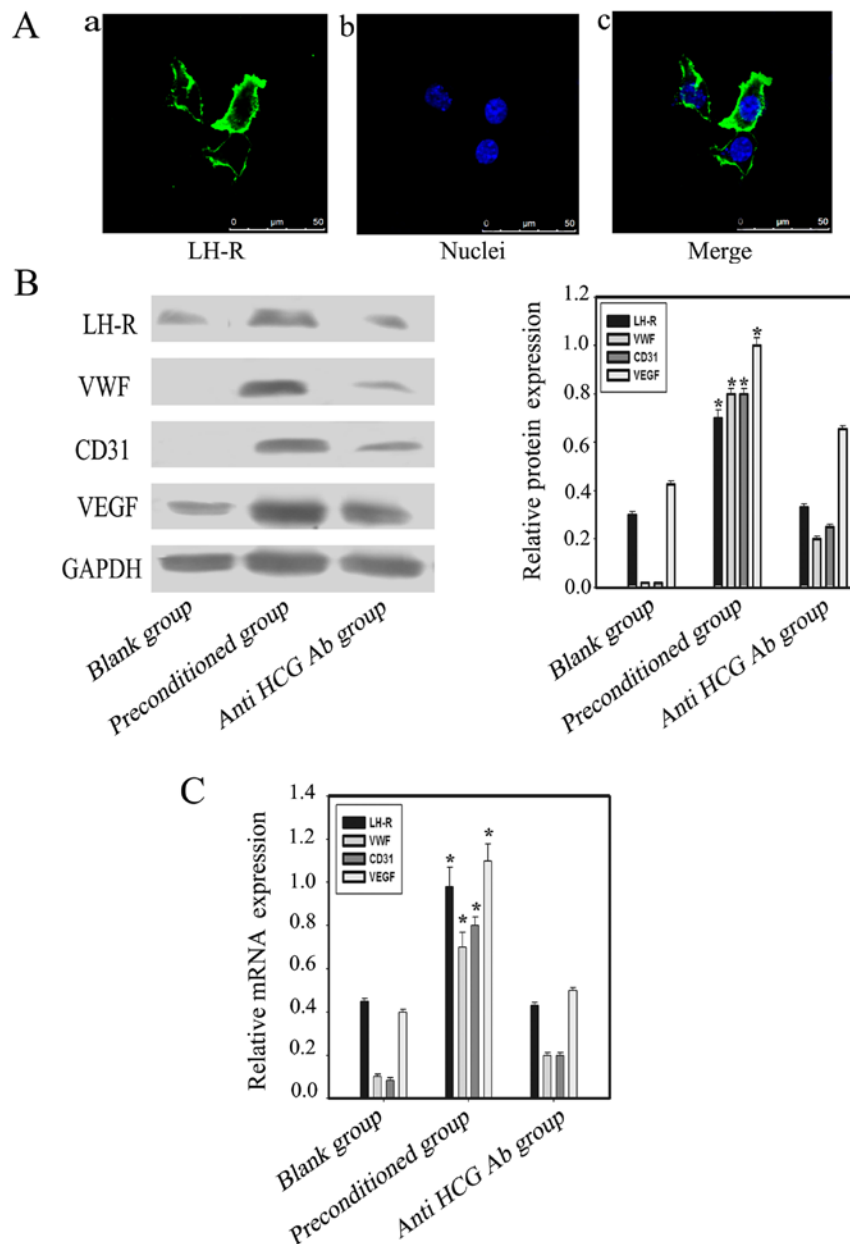 A
a
b
c
0 µm 50
0 µm 50
0 µm 50
LH-R
Nuclei
Merge
B
LH-R
VWF
CD31
VEGF
GAPDH
Blank group
Preconditioned group
Anti HCG Ab group
Relative protein expression
1.2
1.0
0.8
0.6
0.4
0.2
0.0
LH-R
VWF
CD31
VEGF
*
**
*
Blank group
Preconditioned group
Anti HCG Ab group
C
Relative mRNA expression
1.4
1.2
1.0
0.8
0.6
0.4
0.2
0.0
LH-R
VWF
CD31
VEGF
*
*
*
*
Blank group
Preconditioned group
Anti HCG Ab group